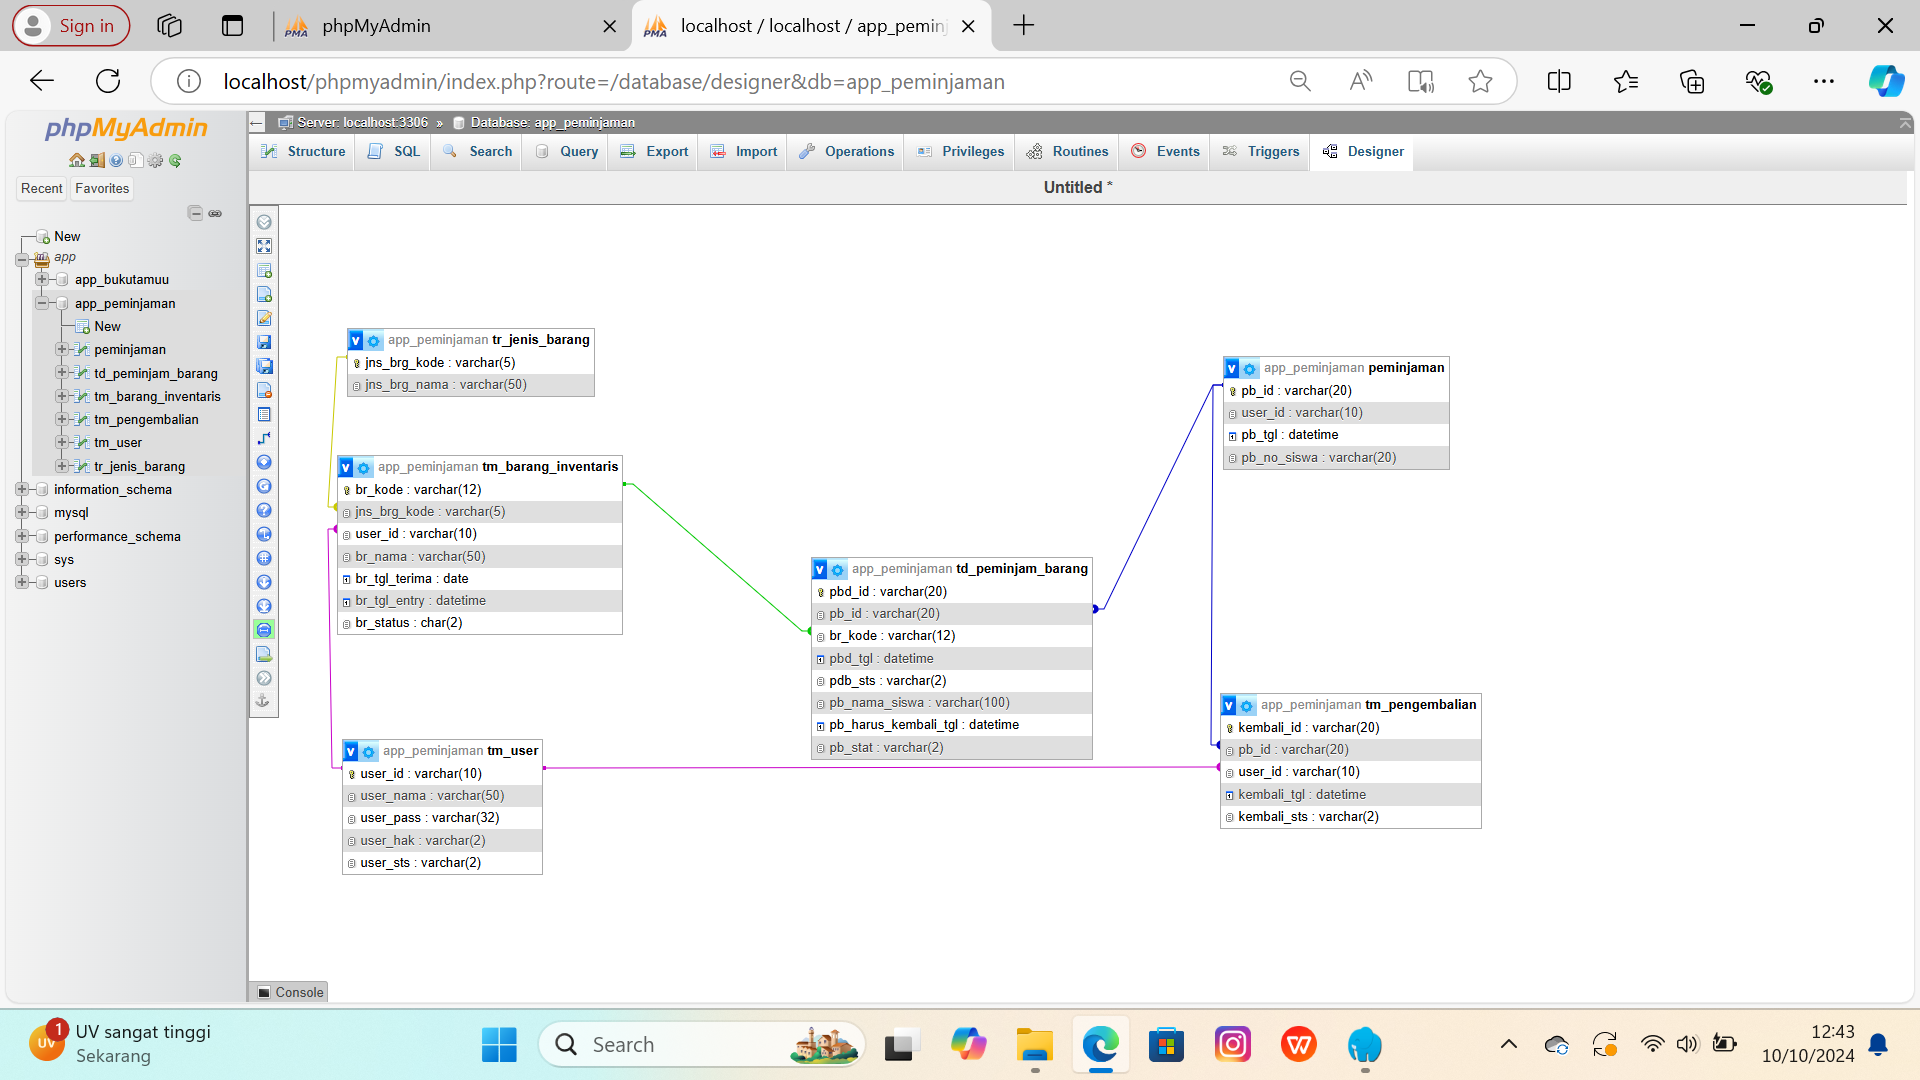 Sign in
phpMyAdmin
localhost / localhost / app_pemin
localhost/phpmyadmin/index.php?route=/database/designer&db=app_peminjaman
phpMyAdmin
Recent
Favorites
New
app
app_bukutamuu
app_peminjaman
New
peminjaman
td_peminjam_barang
tm_barang_inventaris
tm_pengembalian
tm_user
tr_jenis_barang
information_schema
mysql
performance_schema
sys
users
Server: localhost:3306 » Database: app_peminjaman
Structure
SQL
Search
Query
Export
Import
Operations
Privileges
Routines
Events
Triggers
Designer
Untitled *
app_peminjaman tr_jenis_barang
jns_brg_kode : varchar(5)
jns_brg_nama : varchar(50)
app_peminjaman tm_barang_inventaris
br_kode : varchar(12)
jns_brg_kode : varchar(5)
user_id : varchar(10)
br_nama : varchar(50)
br_tgl_terima : date
br_tgl_entry : datetime
br_status : char(2)
app_peminjaman tm_user
user_id : varchar(10)
user_nama : varchar(50)
user_pass : varchar(32)
user_hak : varchar(2)
user_sts : varchar(2)
app_peminjaman td_peminjam_barang
pbd_id : varchar(20)
pb_id : varchar(20)
br_kode : varchar(12)
pbd_tgl : datetime
pdb_sts : varchar(2)
pb_nama_siswa : varchar(100)
pb_harus_kembali_tgl : datetime
pb_stat : varchar(2)
app_peminjaman peminjaman
pb_id : varchar(20)
user_id : varchar(10)
pb_tgl : datetime
pb_no_siswa : varchar(20)
app_peminjaman tm_pengembalian
kembali_id : varchar(20)
pb_id : varchar(20)
user_id : varchar(10)
kembali_tgl : datetime
kembali_sts : varchar(2)
Console
UV
1
UV sangat tinggi
Sekarang
Search
12:43
10/10/2024